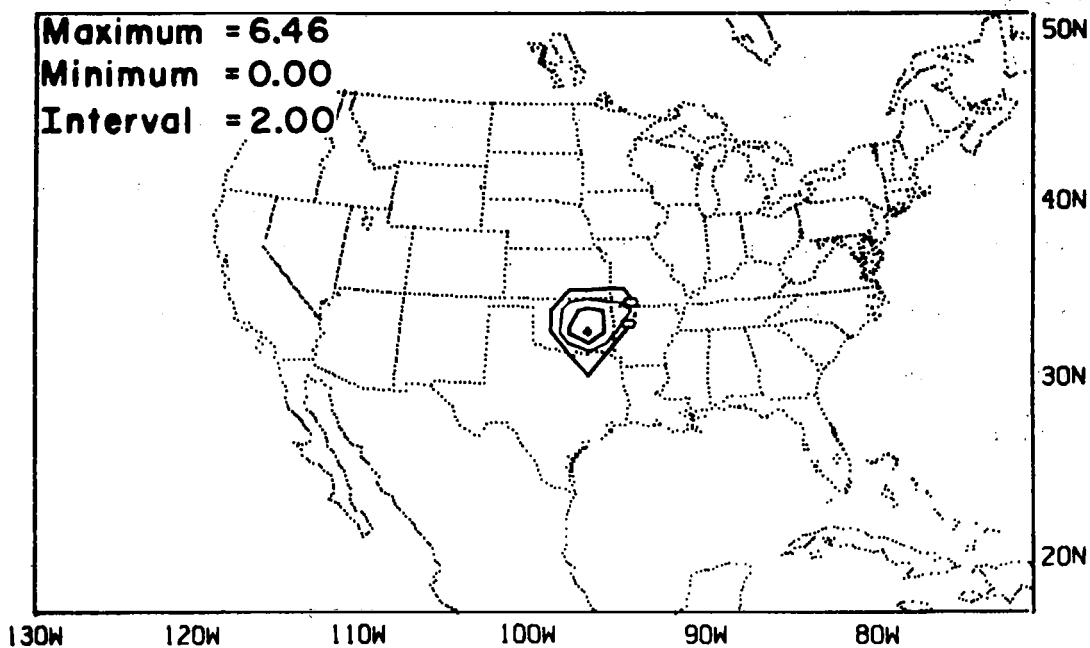 Maximum = 6.46
Minimum = 0.00
Interval = 2.00
50N
40N
30N
20N
130W 120W 110W 100W 90W 80W